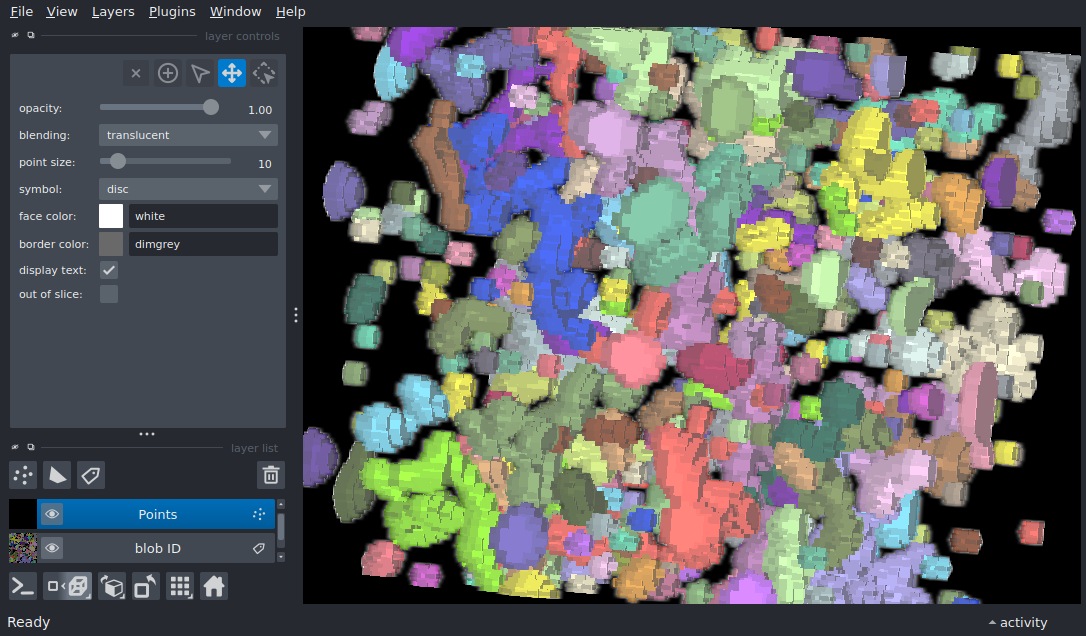 File View Layers Plugins Window Help
layer controls
opacity: 1.00
blending: translucent
point size: 10
symbol: disc
face color: white
border color: dimgrey
display text:
out of slice:
layer list
Points
blob ID
Ready
activity